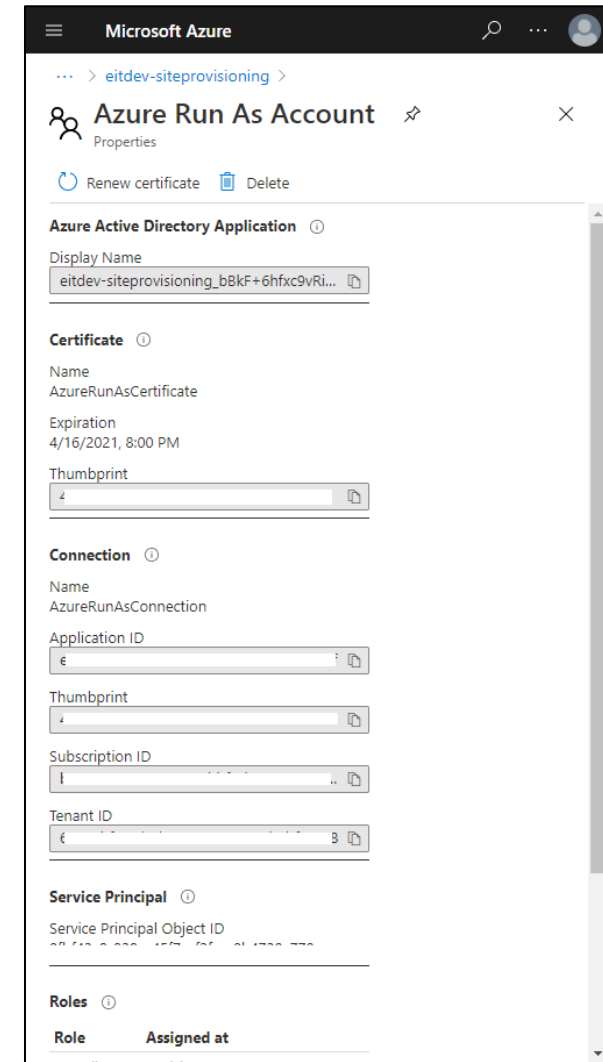 Microsoft Azure
... > eitdev-siteprovisioning >
Azure Run As Account
Properties
Renew certificate Delete
Azure Active Directory Application
Display Name
eitdev-siteprovisioning_bBkF+6hfxc9vRi...
Certificate
Name
AzureRunAsCertificate
Expiration
4/16/2021, 8:00 PM
Thumbprint
Connection
Name
AzureRunAsConnection
Application ID
Thumbprint
Subscription ID
Tenant ID
Service Principal
Service Principal Object ID
Roles
Role Assigned at